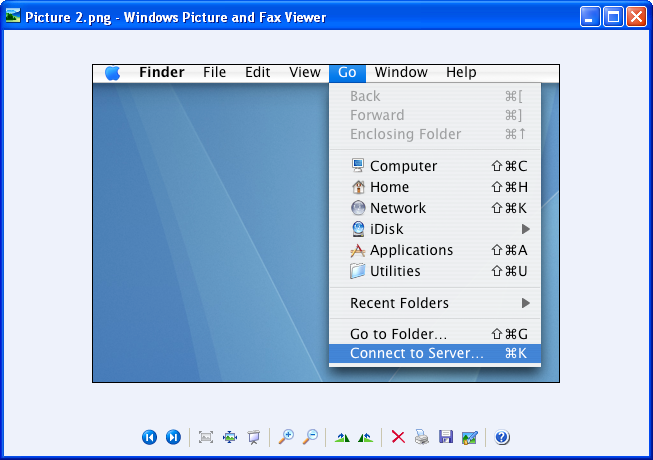 Picture 2.png - Windows Picture and Fax Viewer
Finder File Edit View Go Window Help
Back ⌘[
Forward ⌘]
Enclosing Folder ⌘↑
Computer ⇧⌘C
Home ⇧⌘H
Network ⇧⌘K
iDisk
Applications ⇧⌘A
Utilities ⇧⌘U
Recent Folders
Go to Folder... ⇧⌘G
Connect to Server... ⌘K